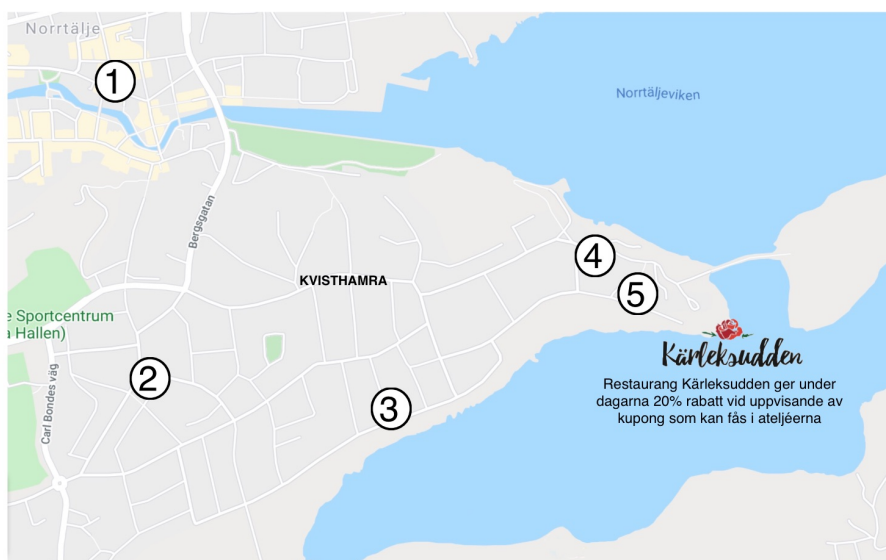 Norrtälje
1
Norrtäljeviken
Bergsgatan
4
KVISTHAMRA
5
e Sportcentrum
a Hallen)
Kärleksudden
2
Restaurang Kärleksudden ger under
dagarna 20% rabatt vid uppvisande av
kupong som kan fås i ateljéerna
Carl Bondes väg
3